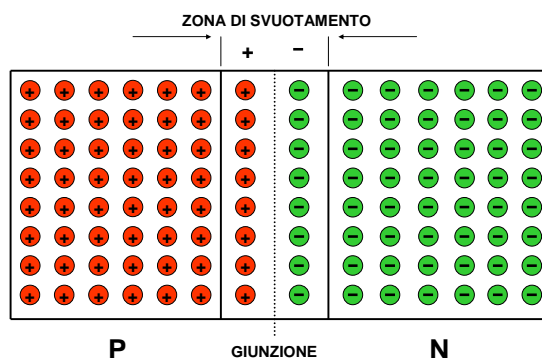 ZONA DI SVUOTAMENTO
+ −
P GIUNZIONE N